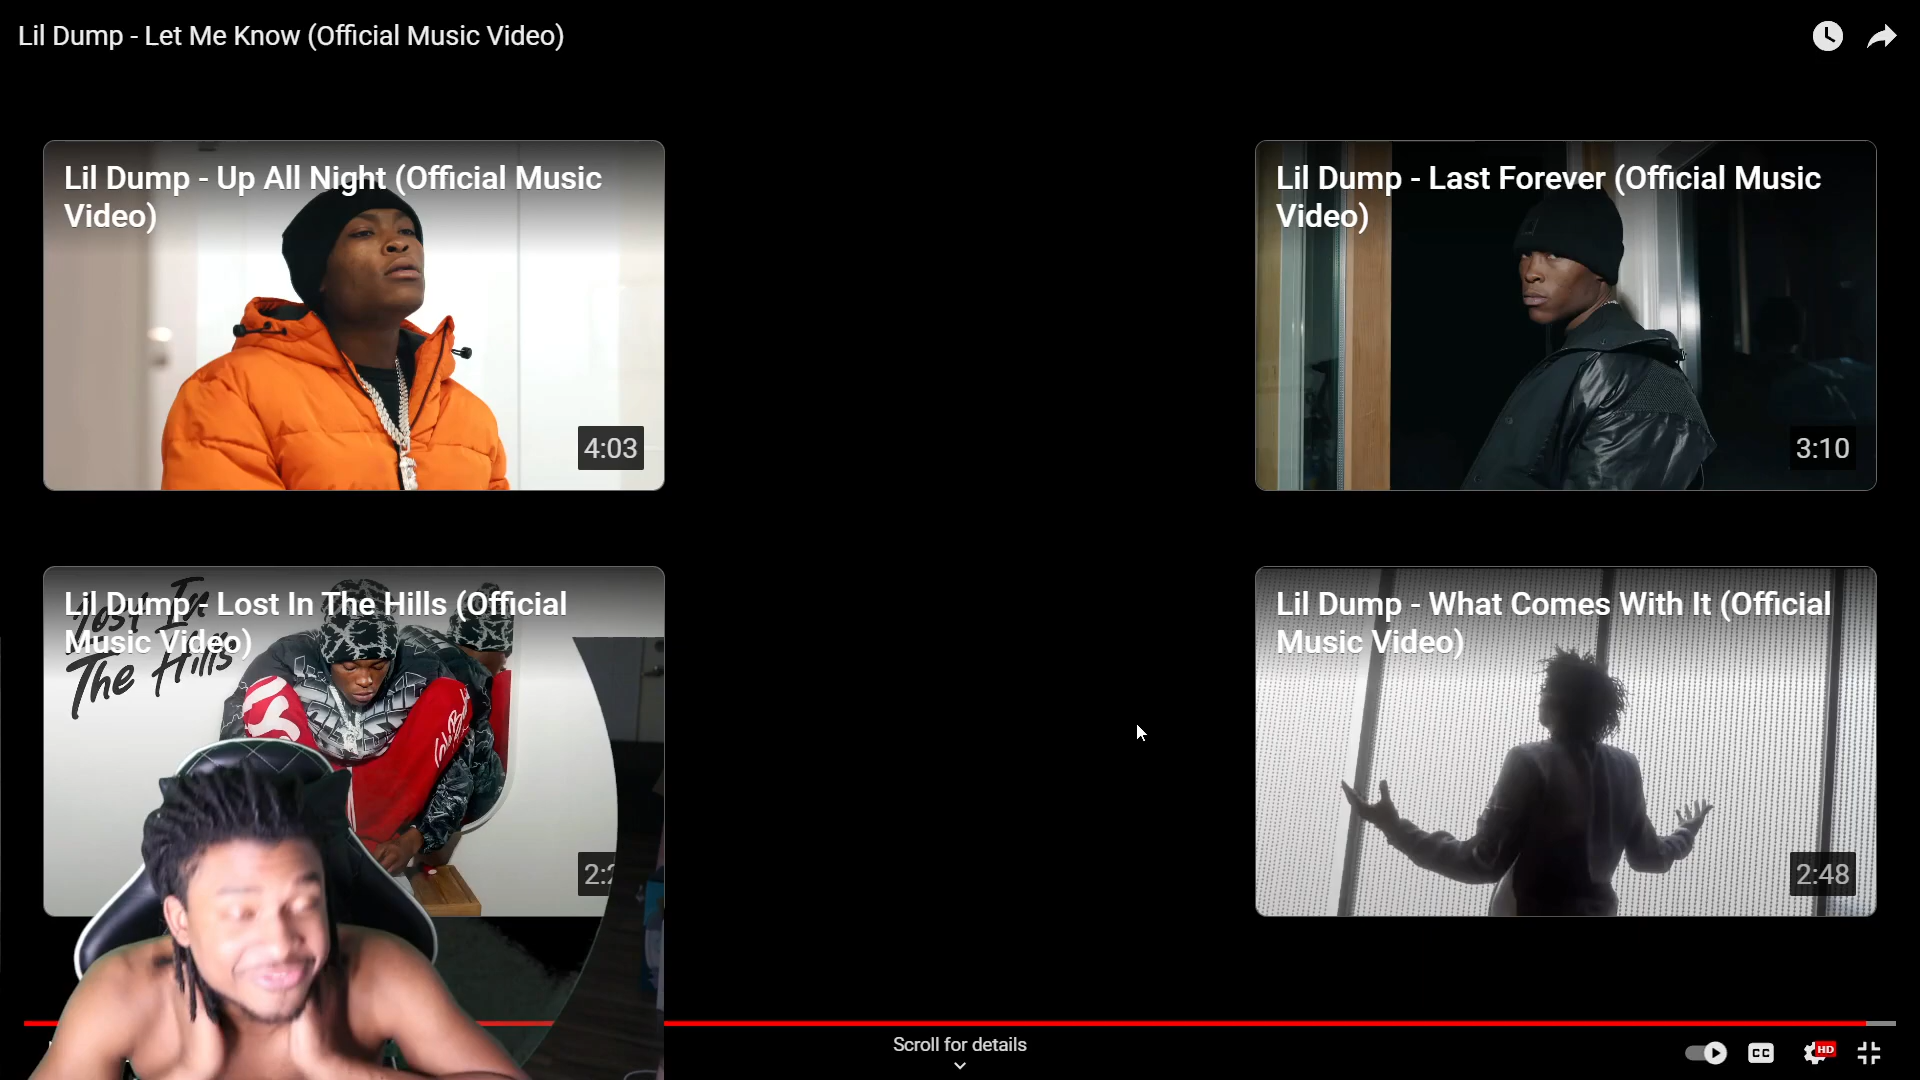 Lil Dump - Let Me Know (Official Music Video)
Lil Dump - Up All Night (Official Music
Video)
4:03
Lil Dump - Last Forever (Official Music
Video)
3:10
Lil Dump - Lost In The Hills (Official
Music Video)
Lost In
The Hills
Lil Dump - What Comes With It (Official
Music Video)
2:48
Scroll for details
CC
HD